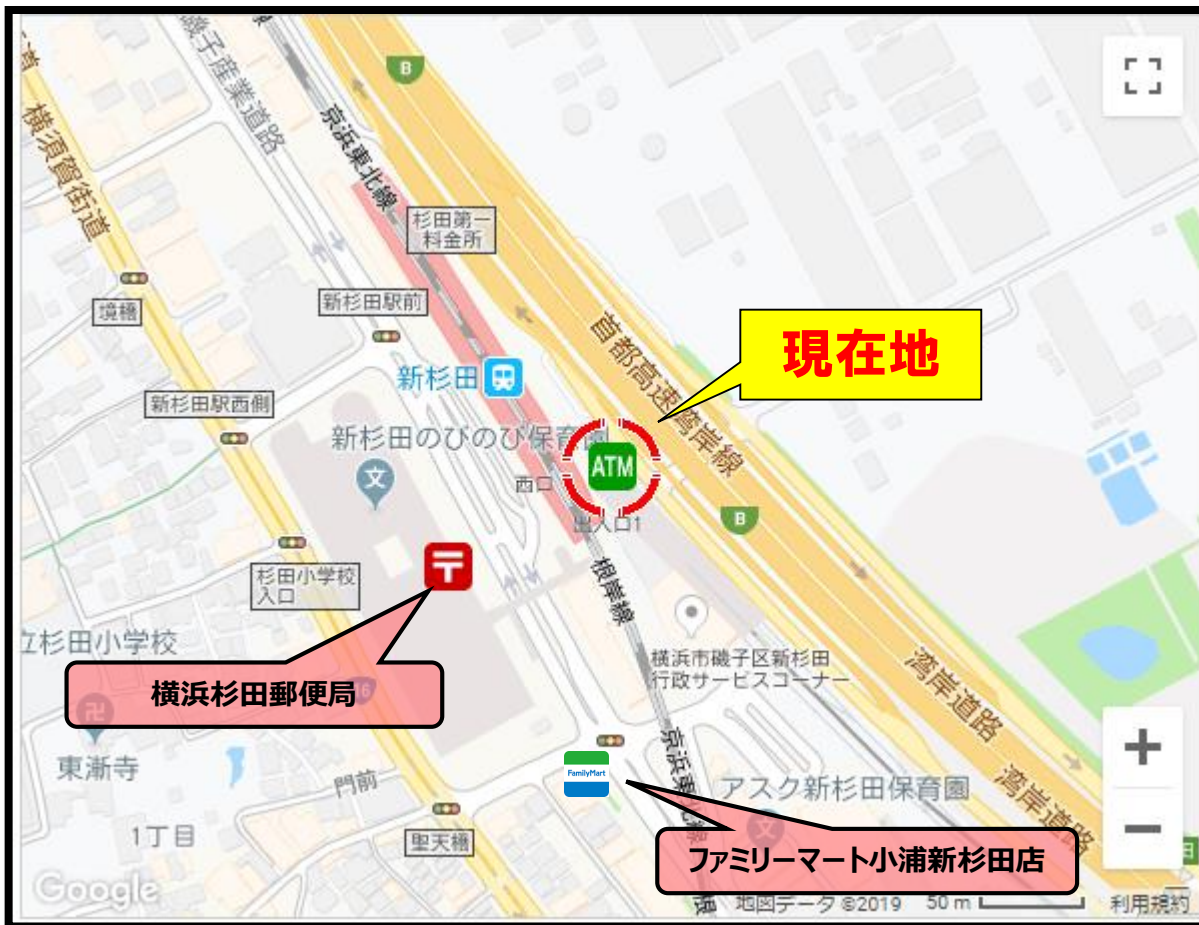 B
磯子産業道路
横須賀街道
京浜東北線
杉田第一
料金所
新杉田駅前
境橋
現在地
首都高速湾岸線
新杉田
新杉田駅西側
新杉田のびのび保育園
文
ATM
西口
出入口1
B
杉田小学校
入口
〒
根岸線
立杉田小学校
横浜市磯子区新杉田
行政サービスコーナー
横浜杉田郵便局
16
卍
湾岸道路
東漸寺
門前
FamilyMart
京浜東北線
アスク新杉田保育園
文
湾岸道路
+
−
1丁目
聖天橋
ファミリーマート小浦新杉田店
Google
地図データ ©2019 50 m
利用規約